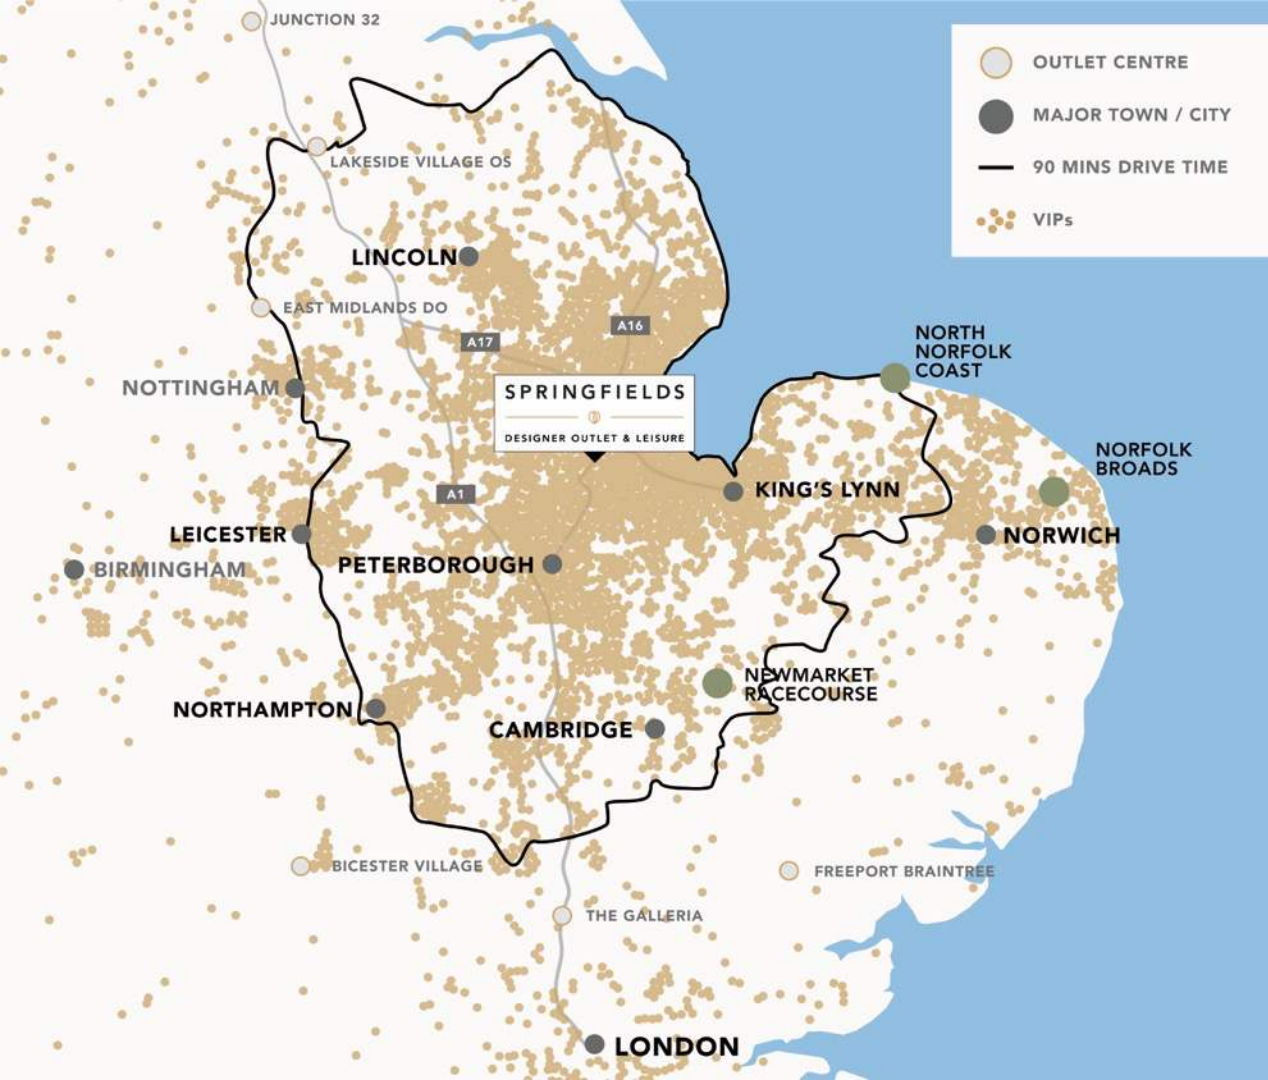 JUNCTION 32
OUTLET CENTRE
MAJOR TOWN / CITY
90 MINS DRIVE TIME
VIPs
LAKESIDE VILLAGE OS
LINCOLN
EAST MIDLANDS DO
A16
A17
NORTH
NORFOLK
COAST
NOTTINGHAM
SPRINGFIELDS
DESIGNER OUTLET & LEISURE
NORFOLK
BROADS
A1
KING'S LYNN
LEICESTER
NORWICH
BIRMINGHAM
PETERBOROUGH
NEWMARKET
RACECOURSE
NORTHAMPTON
CAMBRIDGE
BICESTER VILLAGE
FREEPORT BRAINTREE
THE GALLERIA
LONDON